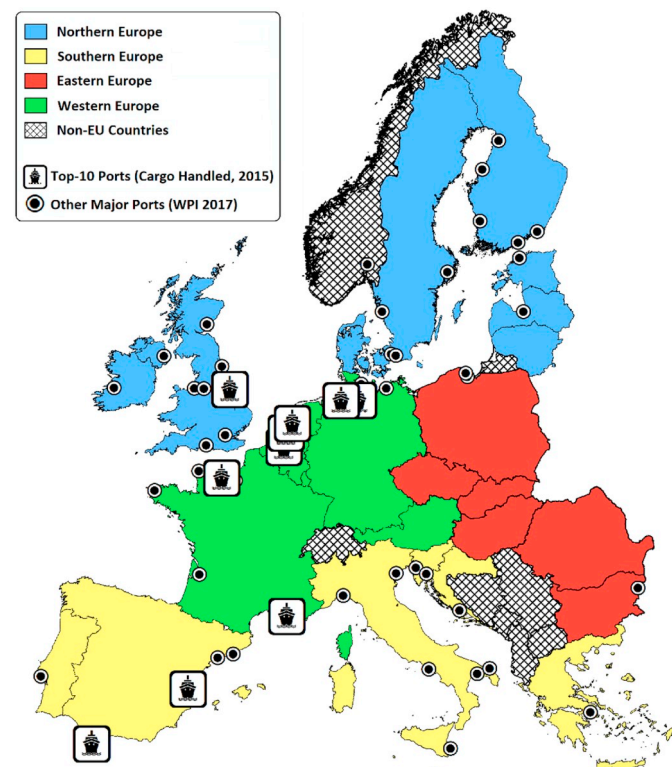 Northern Europe
Southern Europe
Eastern Europe
Western Europe
Non-EU Countries
Top-10 Ports (Cargo Handled, 2015)
Other Major Ports (WPI 2017)